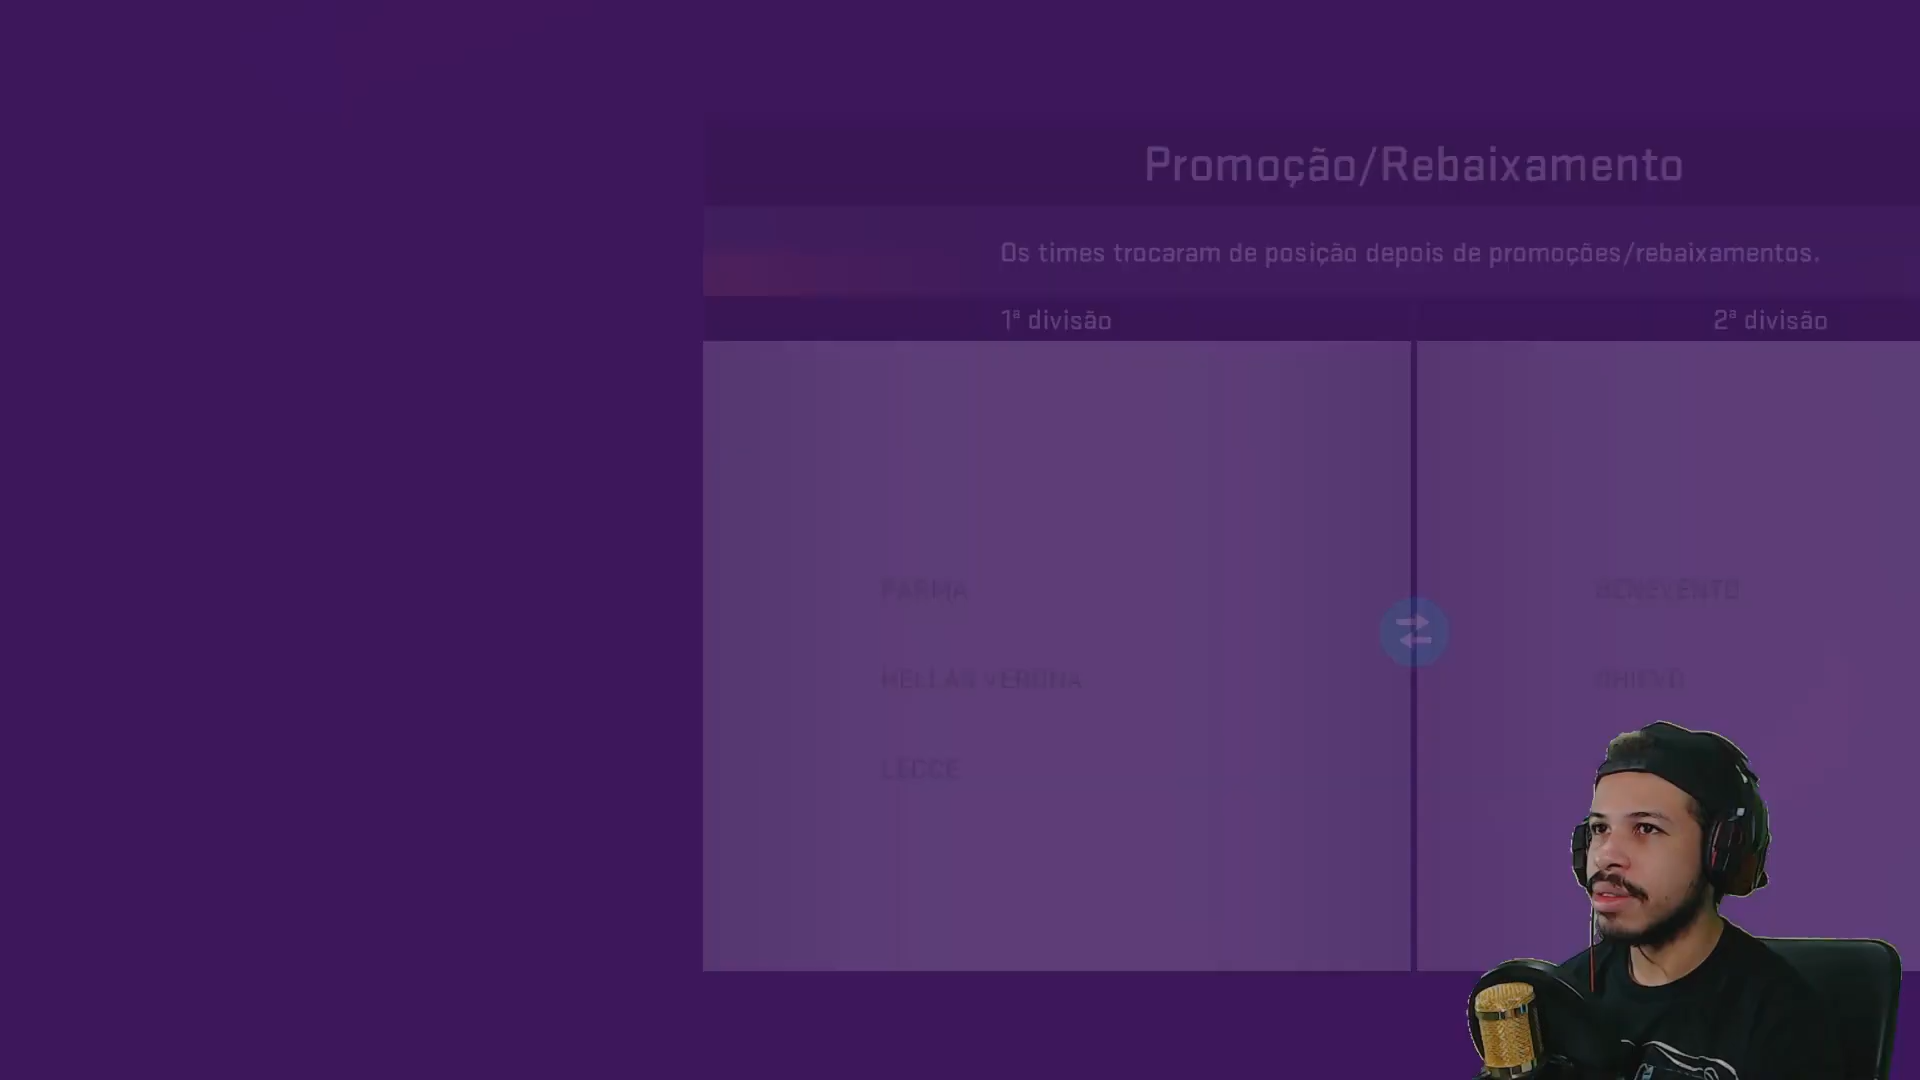 Promoção/Rebaixamento
Os times trocaram de posição depois de promoções/rebaixamentos.
1ª divisão
2ª divisão
PARMA
BENEVENTO
HELLAS VERONA
CHIEVO
LECCE